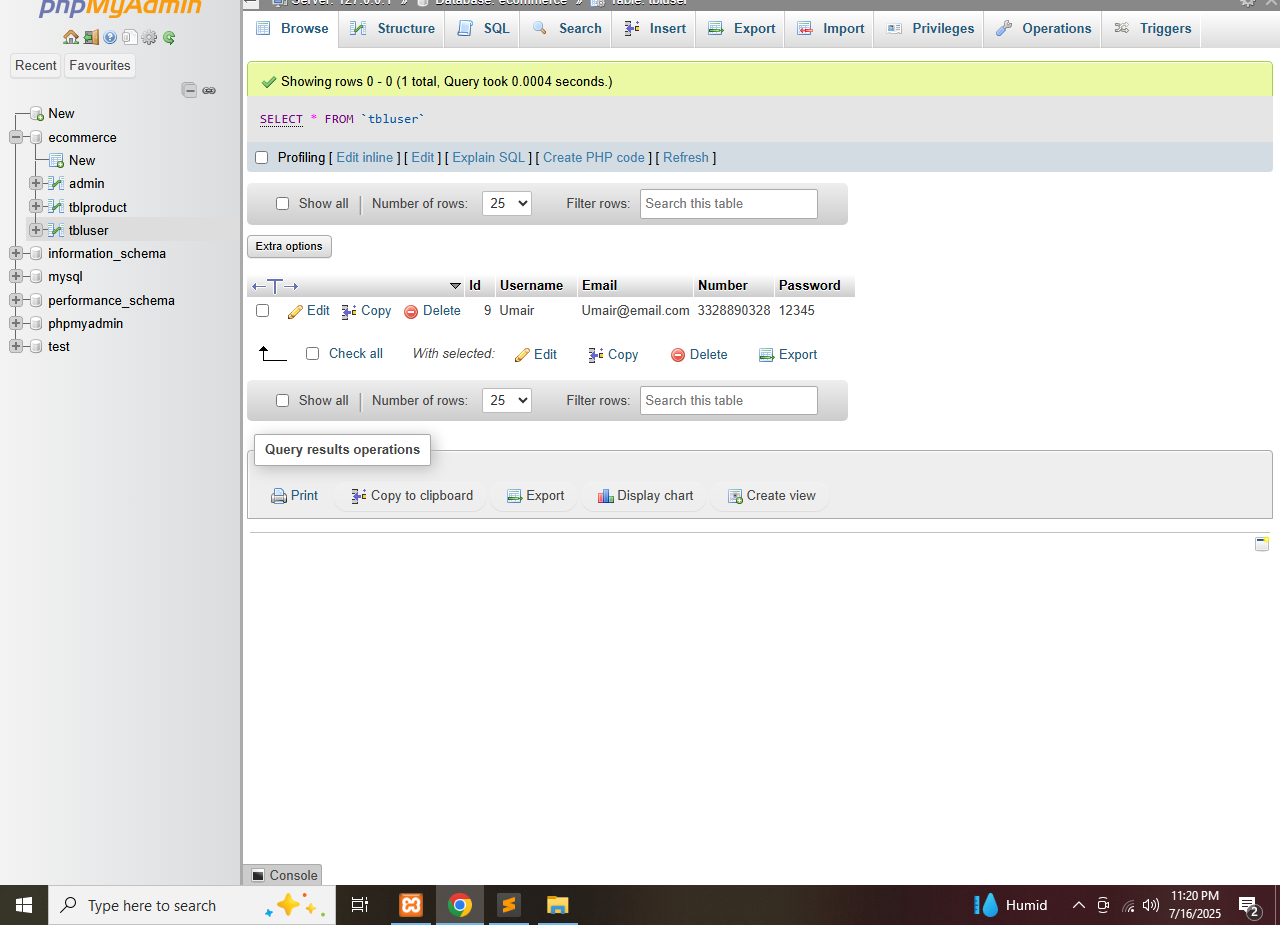 phpMyAdmin
Server: 127.0.0.1 » Database: ecommerce » Table: tbluser
Browse Structure SQL Search Insert Export Import Privileges Operations Triggers
Recent Favourites
New
ecommerce
New
admin
tblproduct
tbluser
information_schema
mysql
performance_schema
phpmyadmin
test
Showing rows 0 - 0 (1 total, Query took 0.0004 seconds.)
SELECT * FROM `tbluser`
Profiling [ Edit inline ] [ Edit ] [ Explain SQL ] [ Create PHP code ] [ Refresh ]
Show all Number of rows: 25 Filter rows: Search this table
Extra options
←T→ Id Username Email Number Password
Edit Copy Delete 9 Umair Umair@email.com 3328890328 12345
Check all With selected: Edit Copy Delete Export
Show all Number of rows: 25 Filter rows: Search this table
Query results operations
Print Copy to clipboard Export Display chart Create view
Console
Type here to search
Humid
11:20 PM
7/16/2025
2